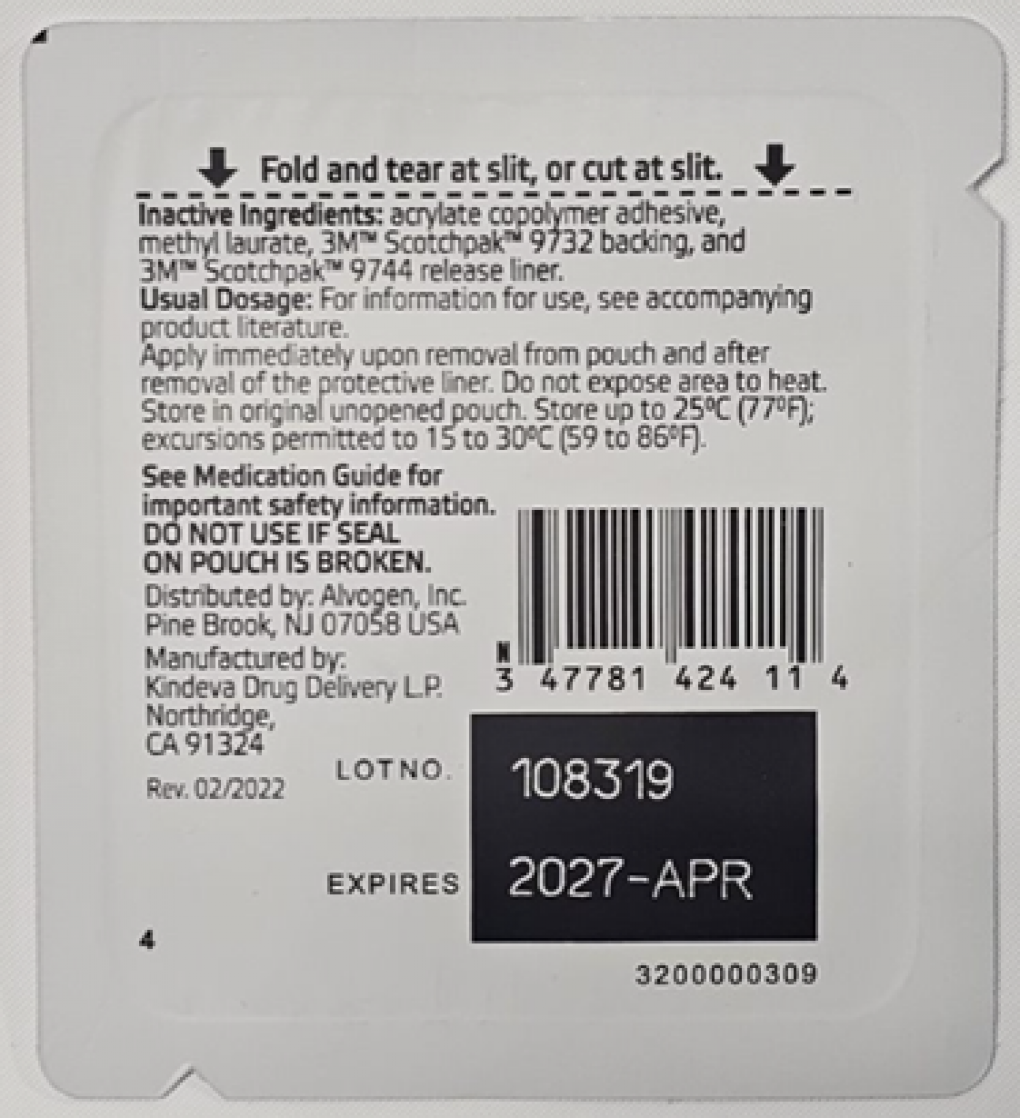 Fold and tear at slit, or cut at slit.
Inactive Ingredients: acrylate copolymer adhesive,
methyl laurate, 3M™ Scotchpak™ 9732 backing, and
3M™ Scotchpak™ 9744 release liner.
Usual Dosage: For information for use, see accompanying
product literature.
Apply immediately upon removal from pouch and after
removal of the protective liner. Do not expose area to heat.
Store in original unopened pouch. Store up to 25ºC (77ºF);
excursions permitted to 15 to 30ºC (59 to 86ºF).
See Medication Guide for
important safety information.
DO NOT USE IF SEAL
ON POUCH IS BROKEN.
Distributed by: Alvogen, Inc.
Pine Brook, NJ 07058 USA
Manufactured by:
Kindeva Drug Delivery L.P.
Northridge,
CA 91324
Rev. 02/2022
N
3 47781 424 11 4
LOT NO. 108319
EXPIRES 2027-APR
4
3200000309